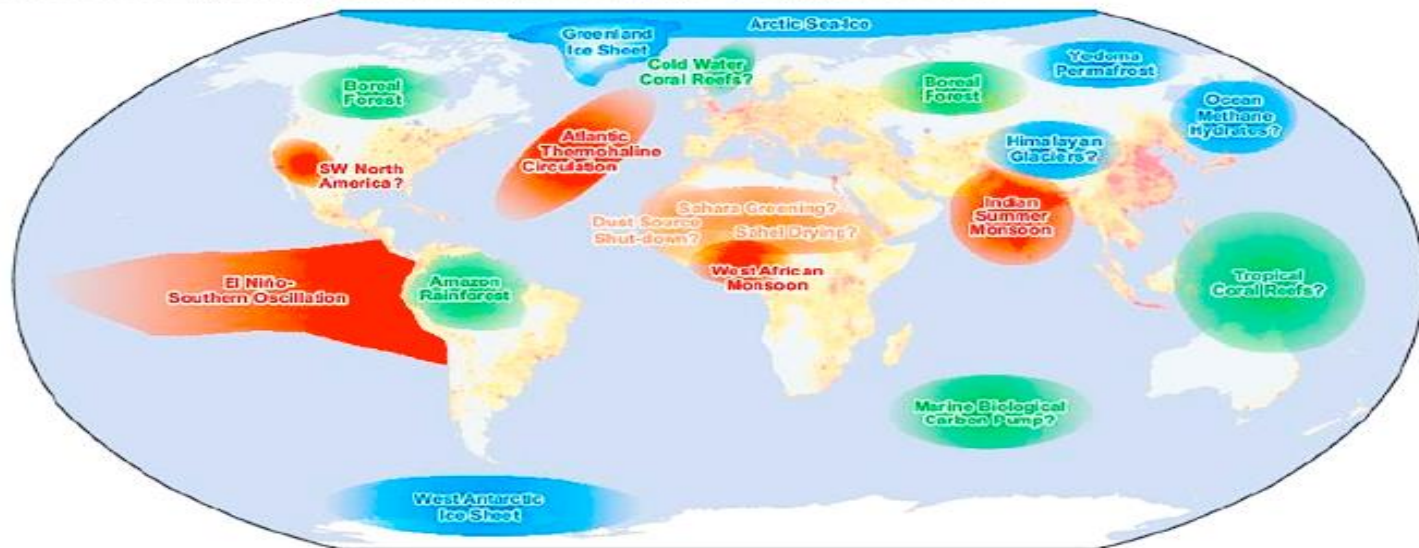 Arctic Sea-Ice
Greenland
Ice Sheet
Cold Water
Coral Reefs?
Boreal
Forest
Boreal
Forest
Yedoma
Permafrost
Ocean
Methane
Hydrates?
Atlantic
Thermohaline
Circulation
Himalayan
Glaciers?
SW North
America?
Sahara Greening?
Dust Source
Shut-down?
Sahel Drying?
Indian
Summer
Monsoon
West African
Monsoon
El Niño-
Southern Oscillation
Amazon
Rainforest
Tropical
Coral Reefs?
Marine Biological
Carbon Pump?
West Antarctic
Ice Sheet